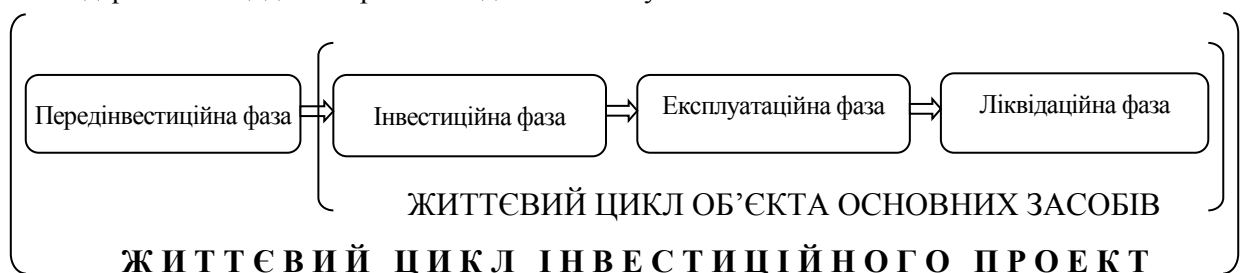 Передінвестиційна фаза
Інвестиційна фаза
Експлуатаційна фаза
Ліквідаційна фаза
ЖИТТЄВИЙ ЦИКЛ ОБ’ЄКТА ОСНОВНИХ ЗАСОБІВ
ЖИТТЄВИЙ ЦИКЛ ІНВЕСТИЦІЙНОГО ПРОЕКТ